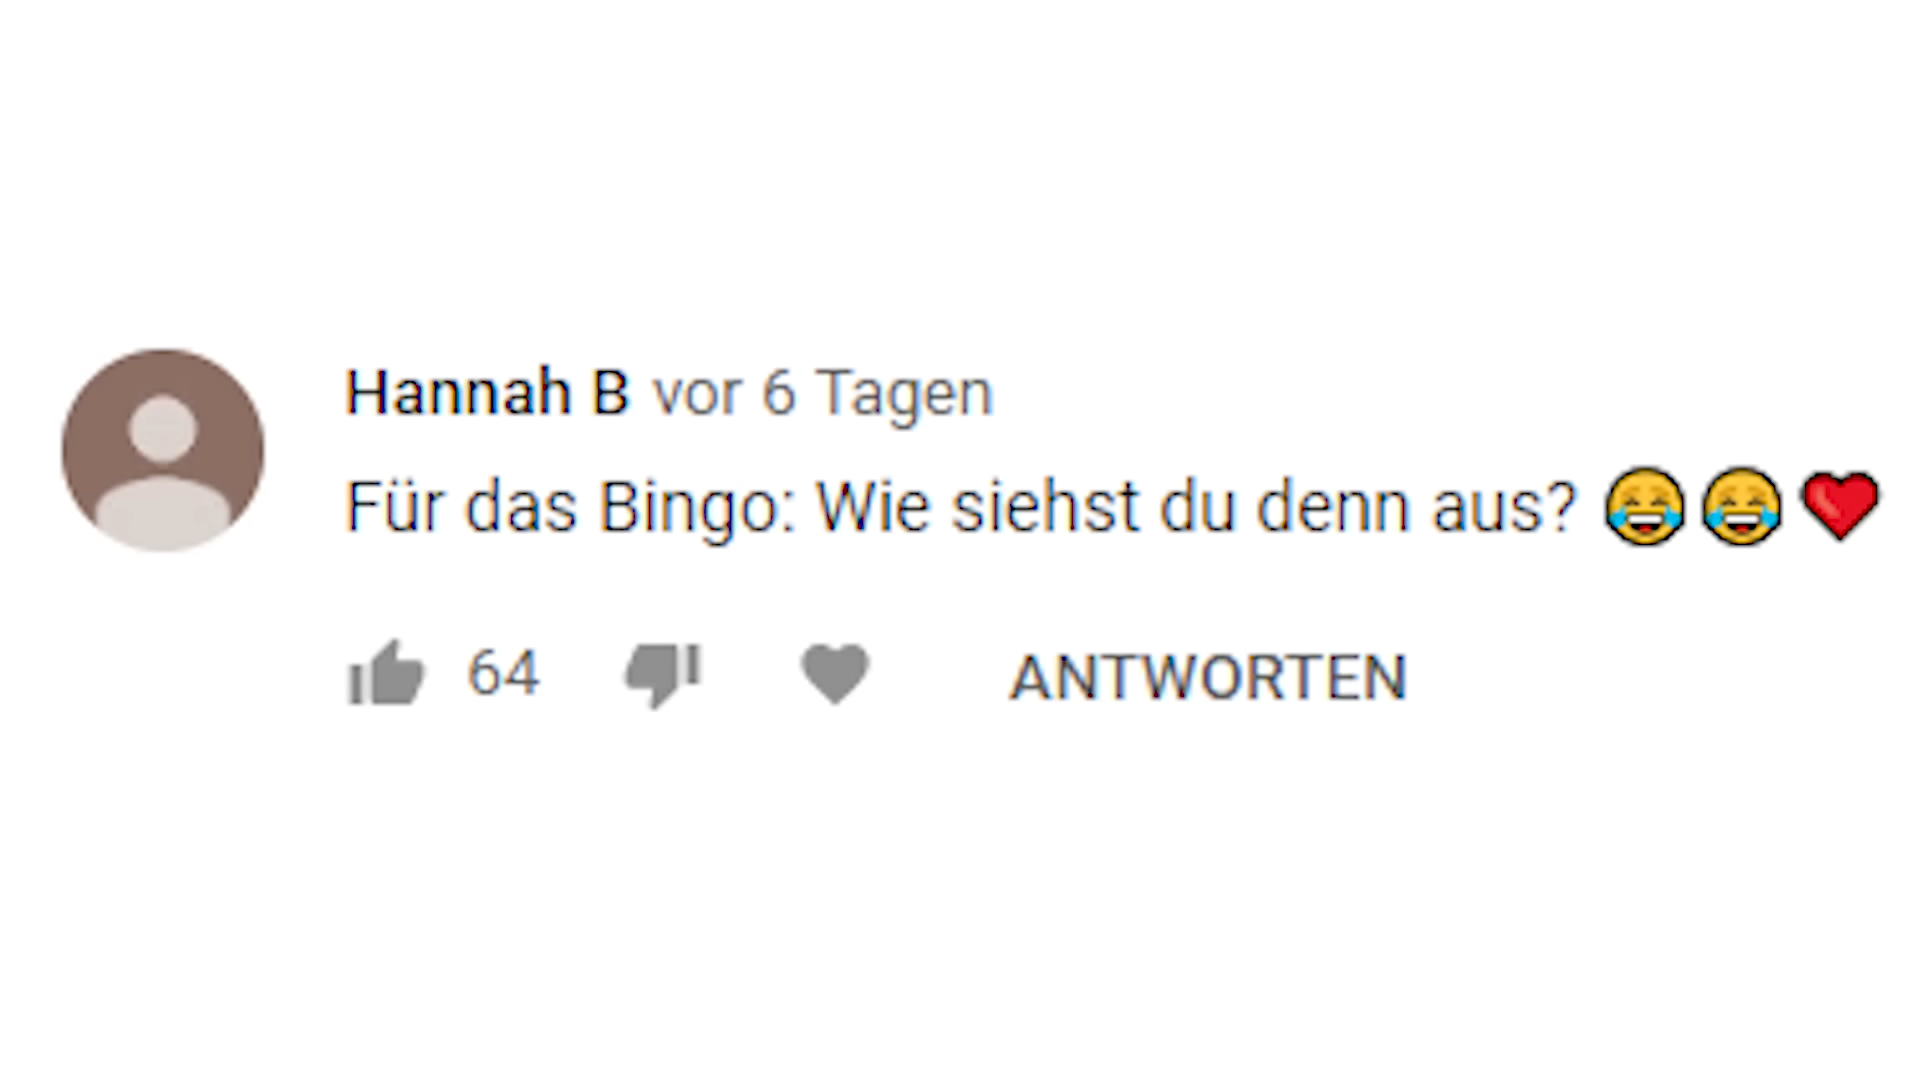 Hannah B vor 6 Tagen
Für das Bingo: Wie siehst du denn aus? 😂😂❤️
64 ANTWORTEN